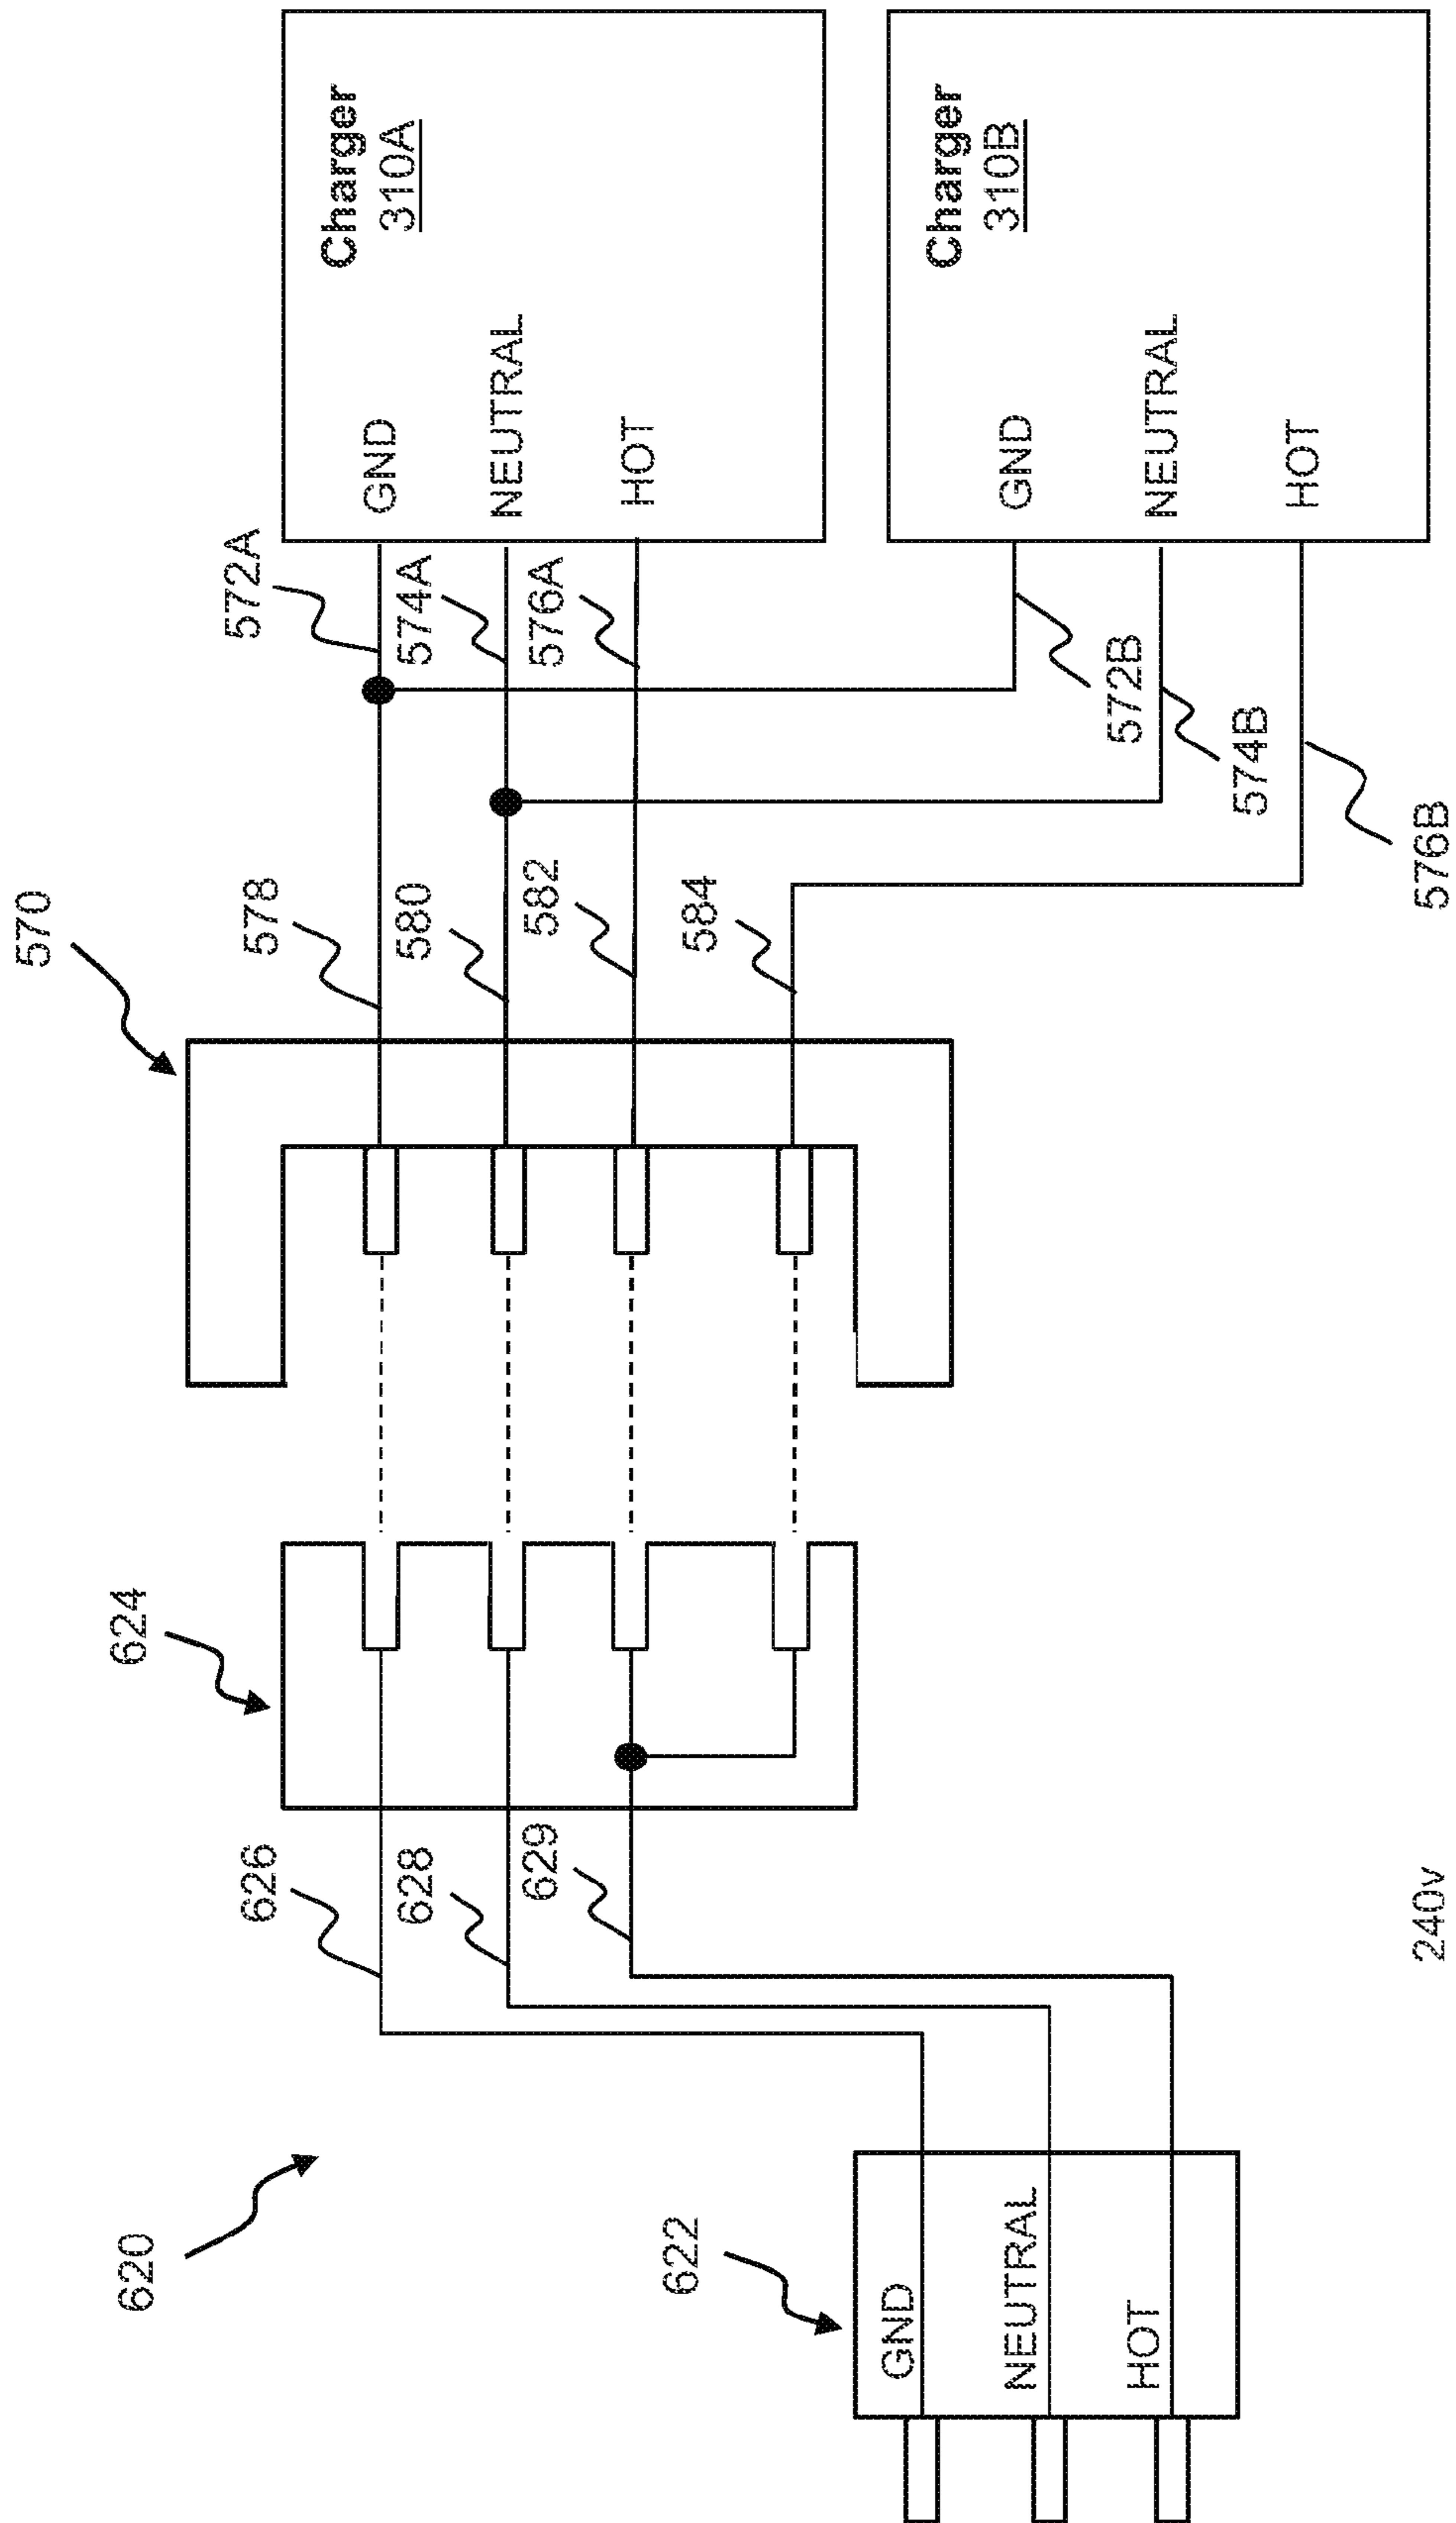 620
622
GND
NEUTRAL
HOT
240v
624
626
628
629
570
578
580
582
584
572A
574A
576A
572B
574B
576B
Charger
310A
GND
NEUTRAL
HOT
Charger
310B
GND
NEUTRAL
HOT